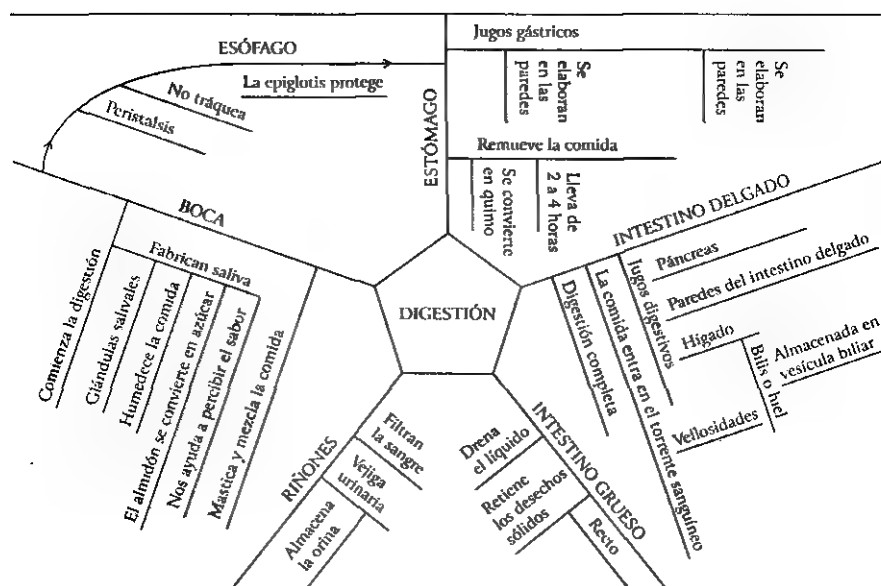 ESÓFAGO
La epiglotis protege
No tráquea
Peristalsis
ESTÓMAGO
Jugos gástricos
Se
elaboran
en las
paredes
Se
elaboran
en las
paredes
Remueve la comida
Se convierte
en quimo
Lleva de
2 a 4 horas
BOCA
Comienza la digestión
Fabrican saliva
Glándulas salivales
Humedece la comida
El almidón se convierte en azúcar
Nos ayuda a percibir el sabor
Mastica y mezcla la comida
DIGESTIÓN
INTESTINO DELGADO
Digestión
completa
La comida entra en el torrente sanguíneo
Jugos digestivos
Páncreas
Paredes del intestino delgado
Hígado
Bilis o hiel
Almacenada en
vesícula biliar
Vellosidades
RIÑONES
Filtran
la sangre
Vejiga
urinaria
Almacena
la orina
INTESTINO GRUESO
Drena
el líquido
Retiene
los desechos
sólidos
Recto